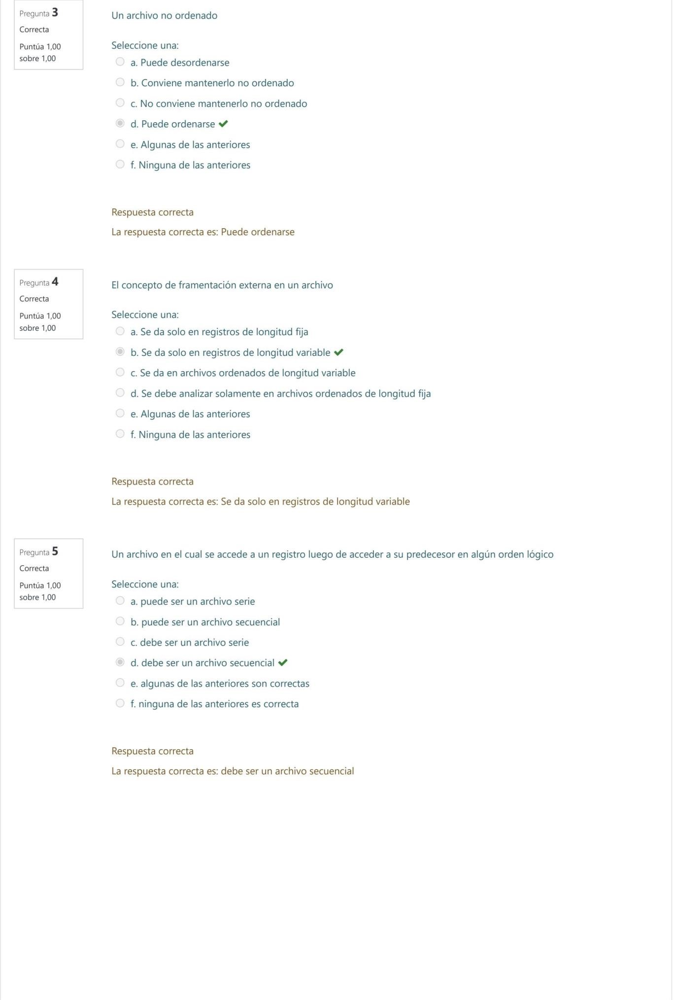 Pregunta 3
Correcta
Puntúa 1,00
sobre 1,00
Un archivo no ordenado
Seleccione una:
a. Puede desordenarse
b. Conviene mantenerlo no ordenado
c. No conviene mantenerlo no ordenado
d. Puede ordenarse
e. Algunas de las anteriores
f. Ninguna de las anteriores
Respuesta correcta
La respuesta correcta es: Puede ordenarse
Pregunta 4
Correcta
Puntúa 1,00
sobre 1,00
El concepto de framentación externa en un archivo
Seleccione una:
a. Se da solo en registros de longitud fija
b. Se da solo en registros de longitud variable
c. Se da en archivos ordenados de longitud variable
d. Se debe analizar solamente en archivos ordenados de longitud fija
e. Algunas de las anteriores
f. Ninguna de las anteriores
Respuesta correcta
La respuesta correcta es: Se da solo en registros de longitud variable
Pregunta 5
Correcta
Puntúa 1,00
sobre 1,00
Un archivo en el cual se accede a un registro luego de acceder a su predecesor en algún orden lógico
Seleccione una:
a. puede ser un archivo serie
b. puede ser un archivo secuencial
c. debe ser un archivo serie
d. debe ser un archivo secuencial
e. algunas de las anteriores son correctas
f. ninguna de las anteriores es correcta
Respuesta correcta
La respuesta correcta es: debe ser un archivo secuencial